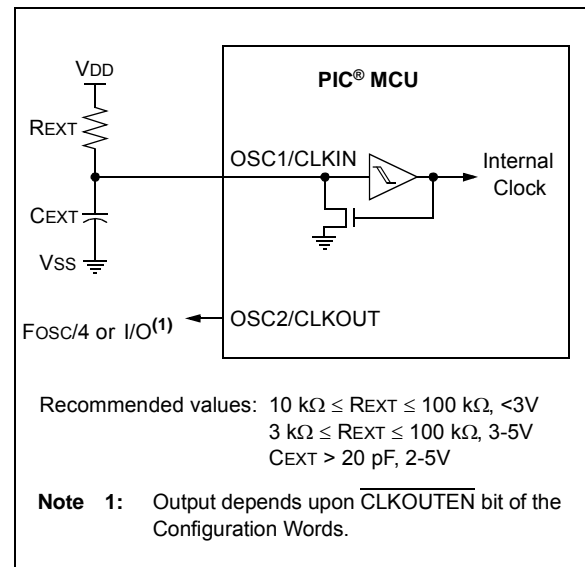 VDD
PIC® MCU
REXT
OSC1/CLKIN
Internal
Clock
CEXT
VSS
OSC2/CLKOUT
FOSC/4 or I/O(1)
Recommended values: 10 kΩ ≤ REXT ≤ 100 kΩ, <3V
3 kΩ ≤ REXT ≤ 100 kΩ, 3-5V
CEXT > 20 pF, 2-5V
Note 1: Output depends upon CLKOUTEN bit of the
Configuration Words.